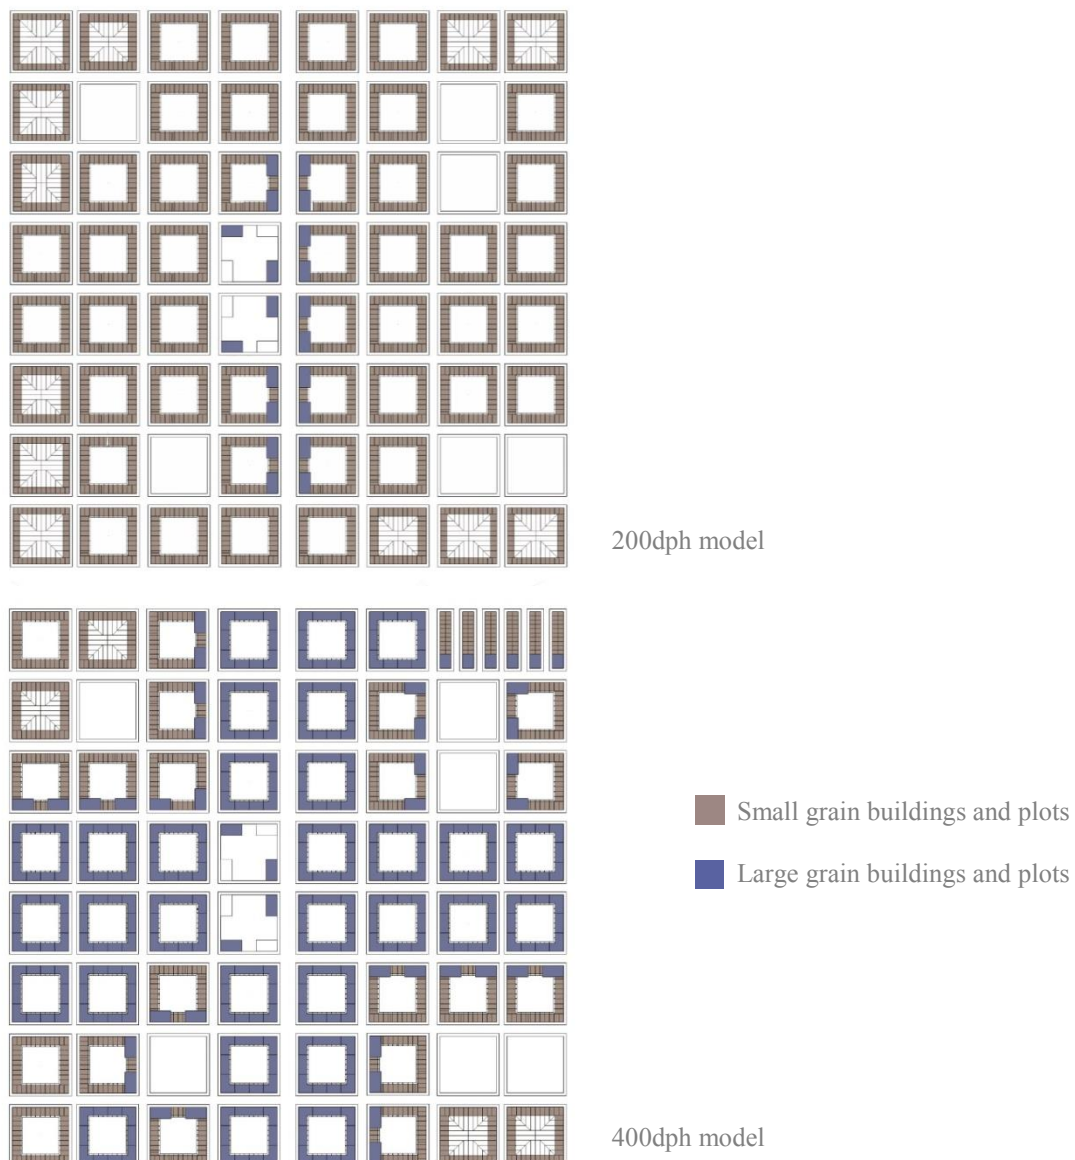 200dph model
Small grain buildings and plots
Large grain buildings and plots
400dph model